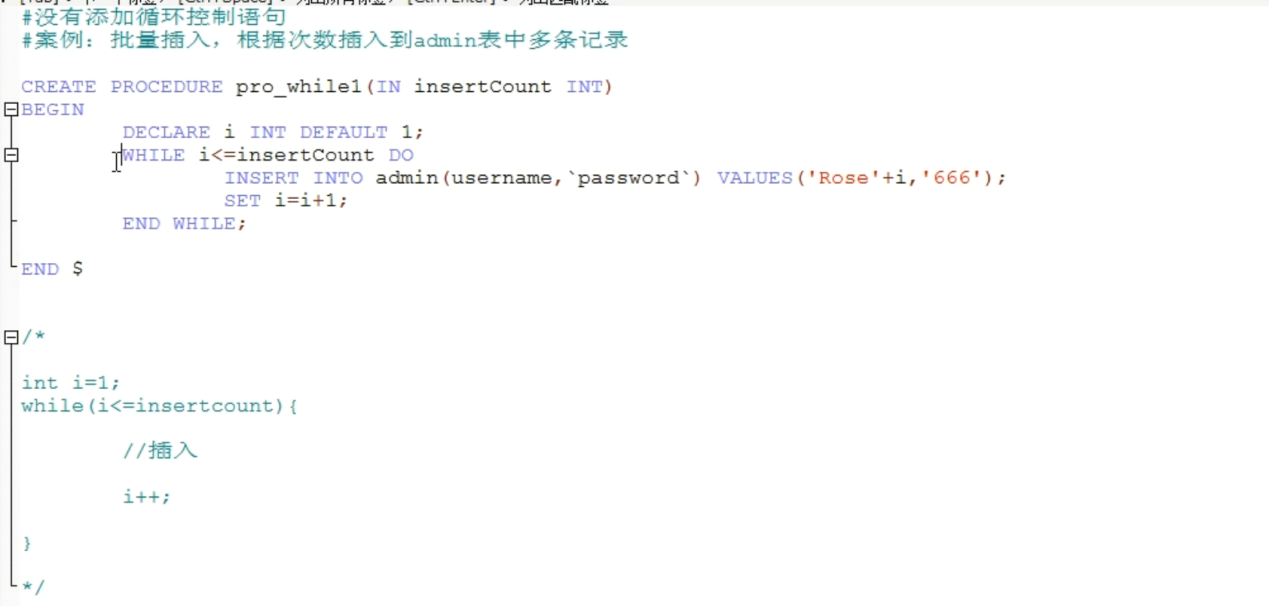 #没有添加循环控制语句
#案例：批量插入，根据次数插入到admin表中多条记录
CREATE PROCEDURE pro_while1(IN insertCount INT)
BEGIN
DECLARE i INT DEFAULT 1;
WHILE i<=insertCount DO
INSERT INTO admin(username,`password`) VALUES('Rose'+i,'666');
SET i=i+1;
END WHILE;
END $
/*
int i=1;
while(i<=insertcount){
//插入
i++;
}
*/